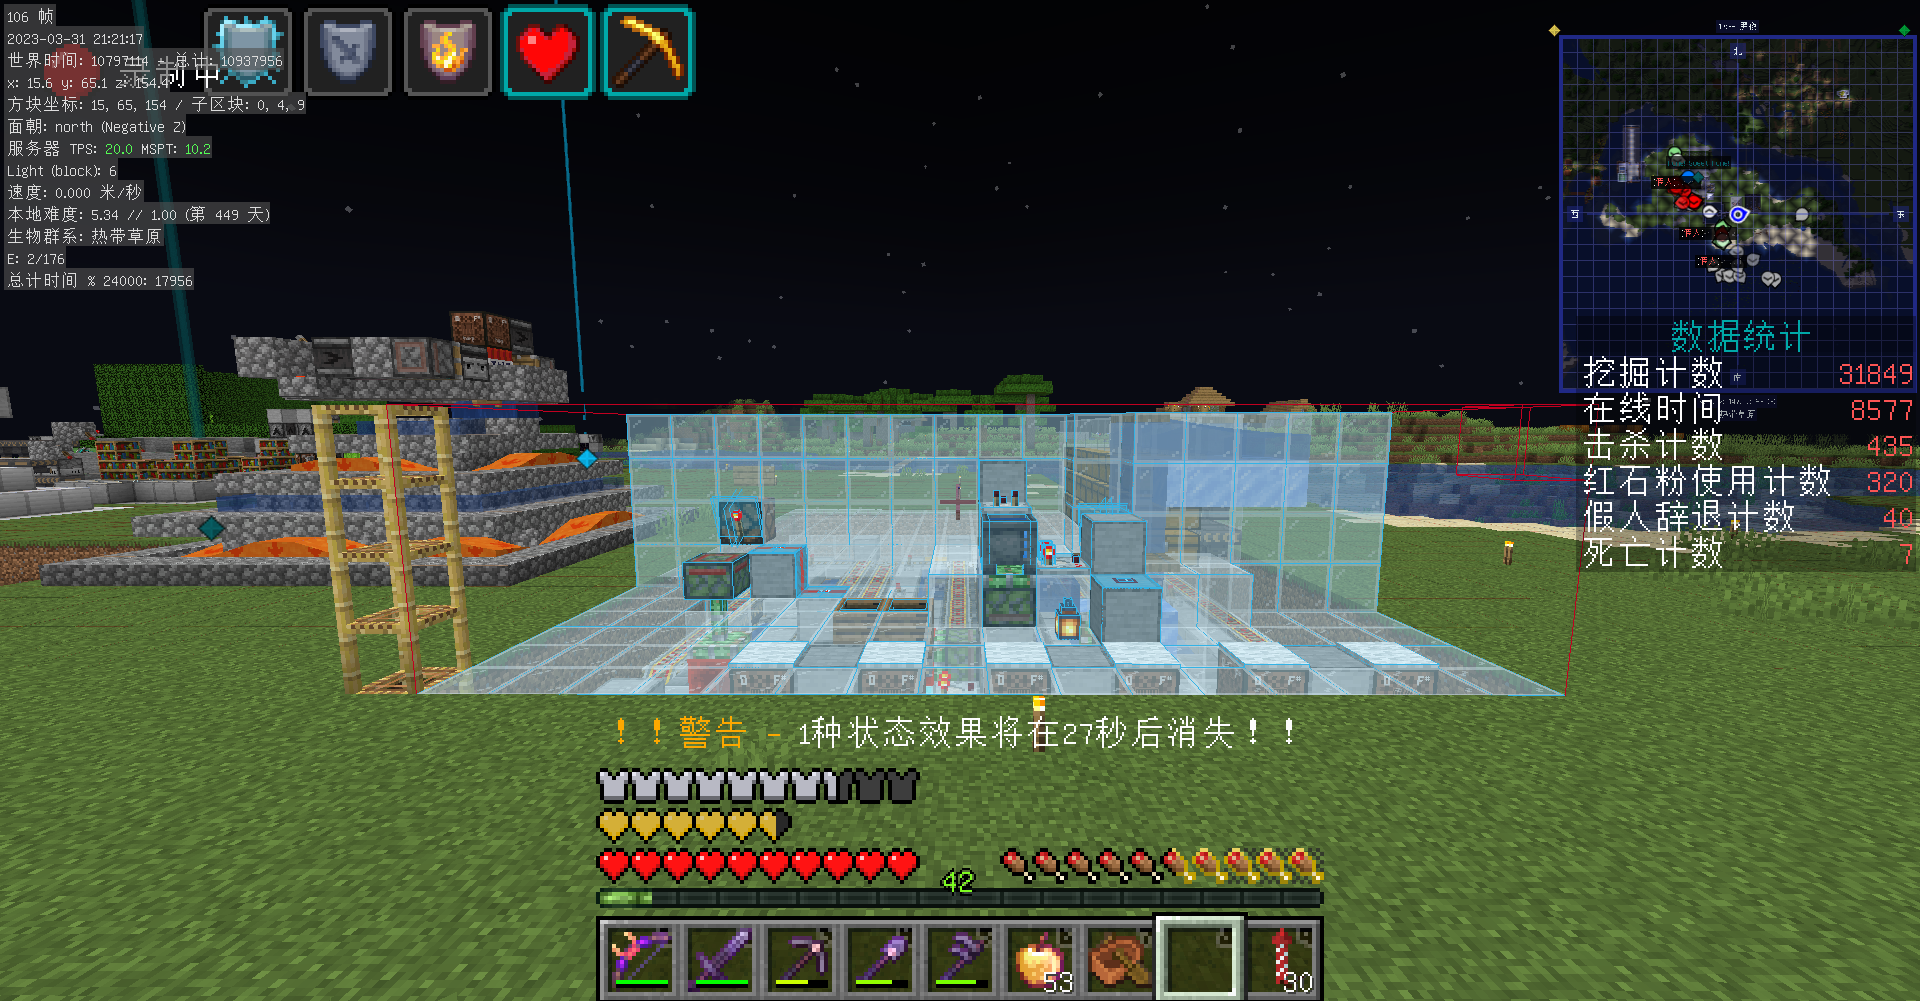 106 帧
2023-03-31 21:21:17
世界时间: 10797114 - 总计: 10937956
录制中
x: 15.6 y: 65.1 z: 154.4
方块坐标: 15, 65, 154 / 子区块: 0, 4, 9
面朝: north (Negative Z)
服务器 TPS: 20.0 MSPT: 10.2
Light (block): 6
速度: 0.000 米/秒
本地难度: 5.34 // 1.00 (第 449 天)
生物群系: 热带草原
E: 2/176
总计时间 % 24000: 17956
北
数据统计
挖掘计数 31849
在线时间 8577
击杀计数 435
红石粉使用计数 320
假人辞退计数 40
死亡计数 7
F# F# F# F# F# F#
！！警告 - 1种状态效果将在27秒后消失！！
42
53
30